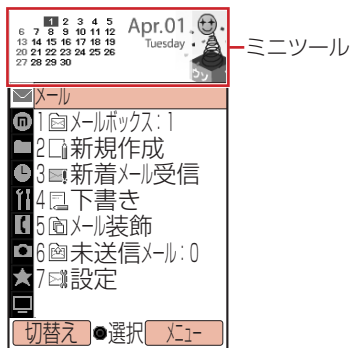 1 2 3 4 5
6 7 8 9 10 11 12
13 14 15 16 17 18 19
20 21 22 23 24 25 26
27 28 29 30
Apr.01
Tuesday
ウソ
ミニツール
メール
1 メールボックス:1
2 新規作成
3 新着メール受信
4 下書き
5 メール装飾
6 未送信メール:0
7 設定
切替え 選択 メニュー